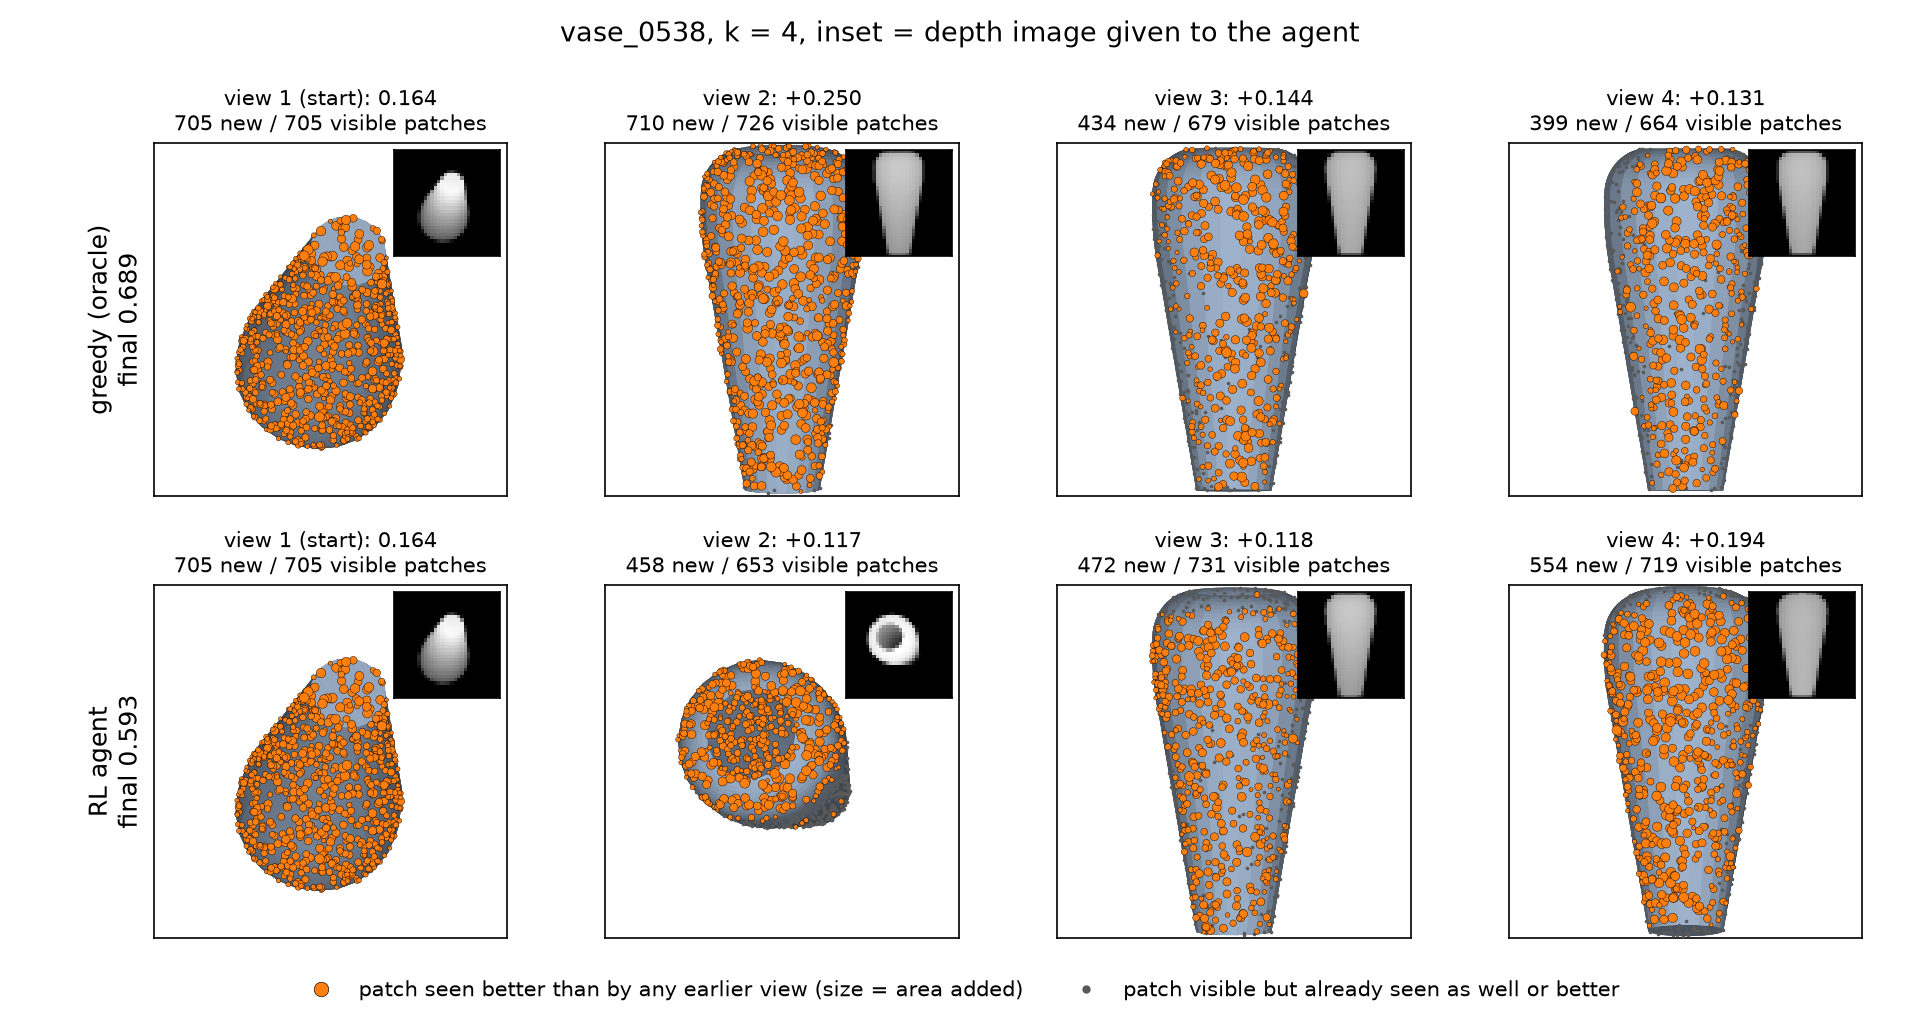 vase_0538, k = 4, inset = depth image given to the agent
view 1 (start): 0.164
705 new / 705 visible patches
view 2: +0.250
710 new / 726 visible patches
view 3: +0.144
434 new / 679 visible patches
view 4: +0.131
399 new / 664 visible patches
greedy (oracle)
final 0.689
view 1 (start): 0.164
705 new / 705 visible patches
view 2: +0.117
458 new / 653 visible patches
view 3: +0.118
472 new / 731 visible patches
view 4: +0.194
554 new / 719 visible patches
RL agent
final 0.593
patch seen better than by any earlier view (size = area added)
patch visible but already seen as well or better